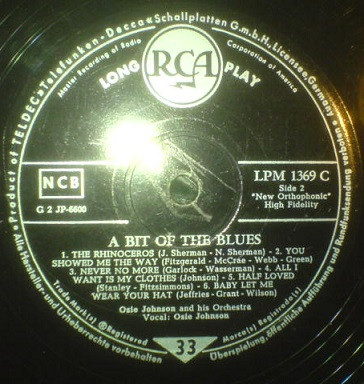 Product of TELDEC »Telefunken-Decca« Schallplatten G.m.b.H., Licensee, Germany
Master Recording of Radio Corporation of America
RCA
LONG PLAY
NCB
G 2 JP-6600
LPM 1369 C
Side 2
"New Orthophonic"
High Fidelity
A BIT OF THE BLUES
1. THE RHINOCEROS (J. Sherman - N. Sherman) - 2. YOU
SHOWED ME THE WAY (Fitzgerald - McCrea - Webb - Green)
3. NEVER NO MORE (Garlock - Wasserman) - 4. ALL I
WANT IS MY CLOTHES (Johnson) - 5. HALF LOVED
(Stanley - Fitzsimmons) - 6. BABY LET ME
WEAR YOUR HAT (Jeffries - Grant - Wilson)
Osie Johnson and his Orchestra
Vocal: Osie Johnson
33
Trade Mark(s) ® Registered
Marca(s) Registrada(s)
Alle Hersteller- und Urheberrechte vorbehalten
Überspielung, öffentliche Aufführung und Rundfunksendung verboten